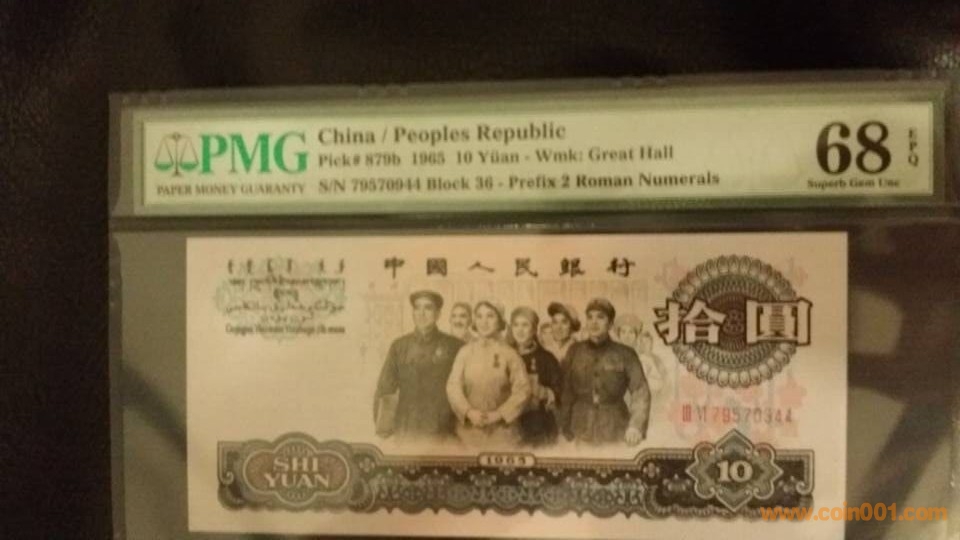 PMG
PAPER MONEY GUARANTY
China / Peoples Republic
Pick# 879b 1965 10 Yüan - Wmk: Great Hall
S/N 79570944 Block 36 - Prefix 2 Roman Numerals
68
EPQ
Superb Gem Unc
中國人民銀行
拾圓
79570944
1965
SHI
YUAN
10
www.coin001.com